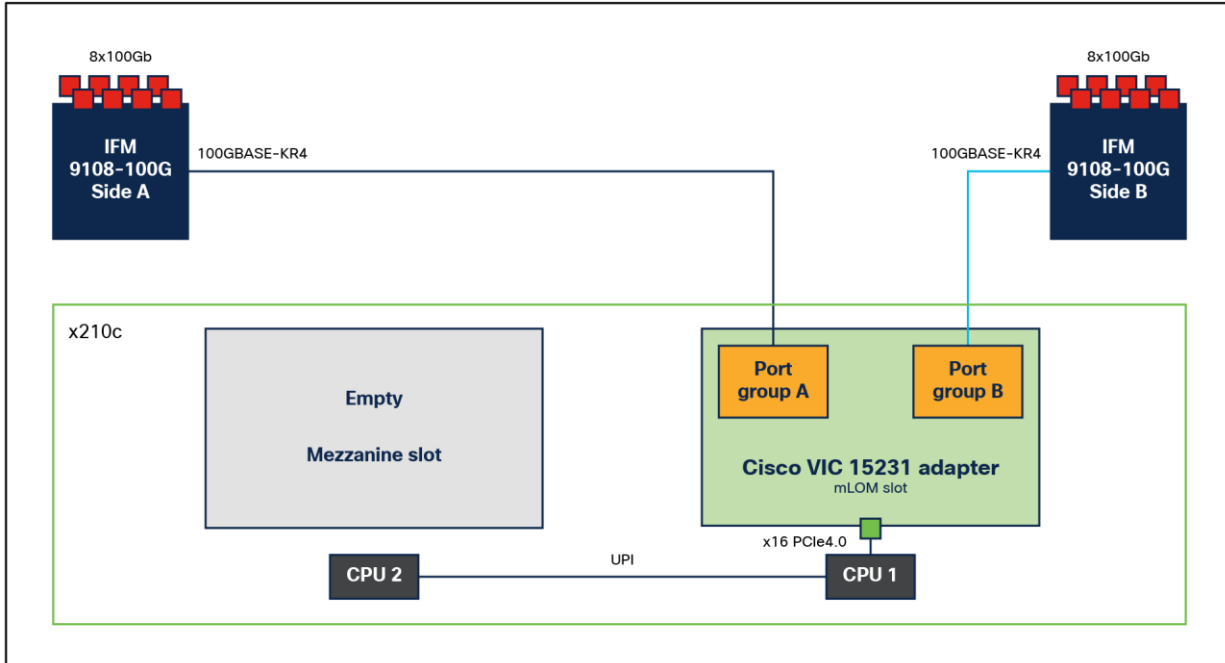 8x100Gb
IFM
9108-100G
Side A
100GBASE-KR4
8x100Gb
IFM
9108-100G
Side B
100GBASE-KR4
x210c
Empty
Mezzanine slot
Port
group A
Port
group B
Cisco VIC 15231 adapter
mLOM slot
x16 PCIe4.0
CPU 2
UPI
CPU 1